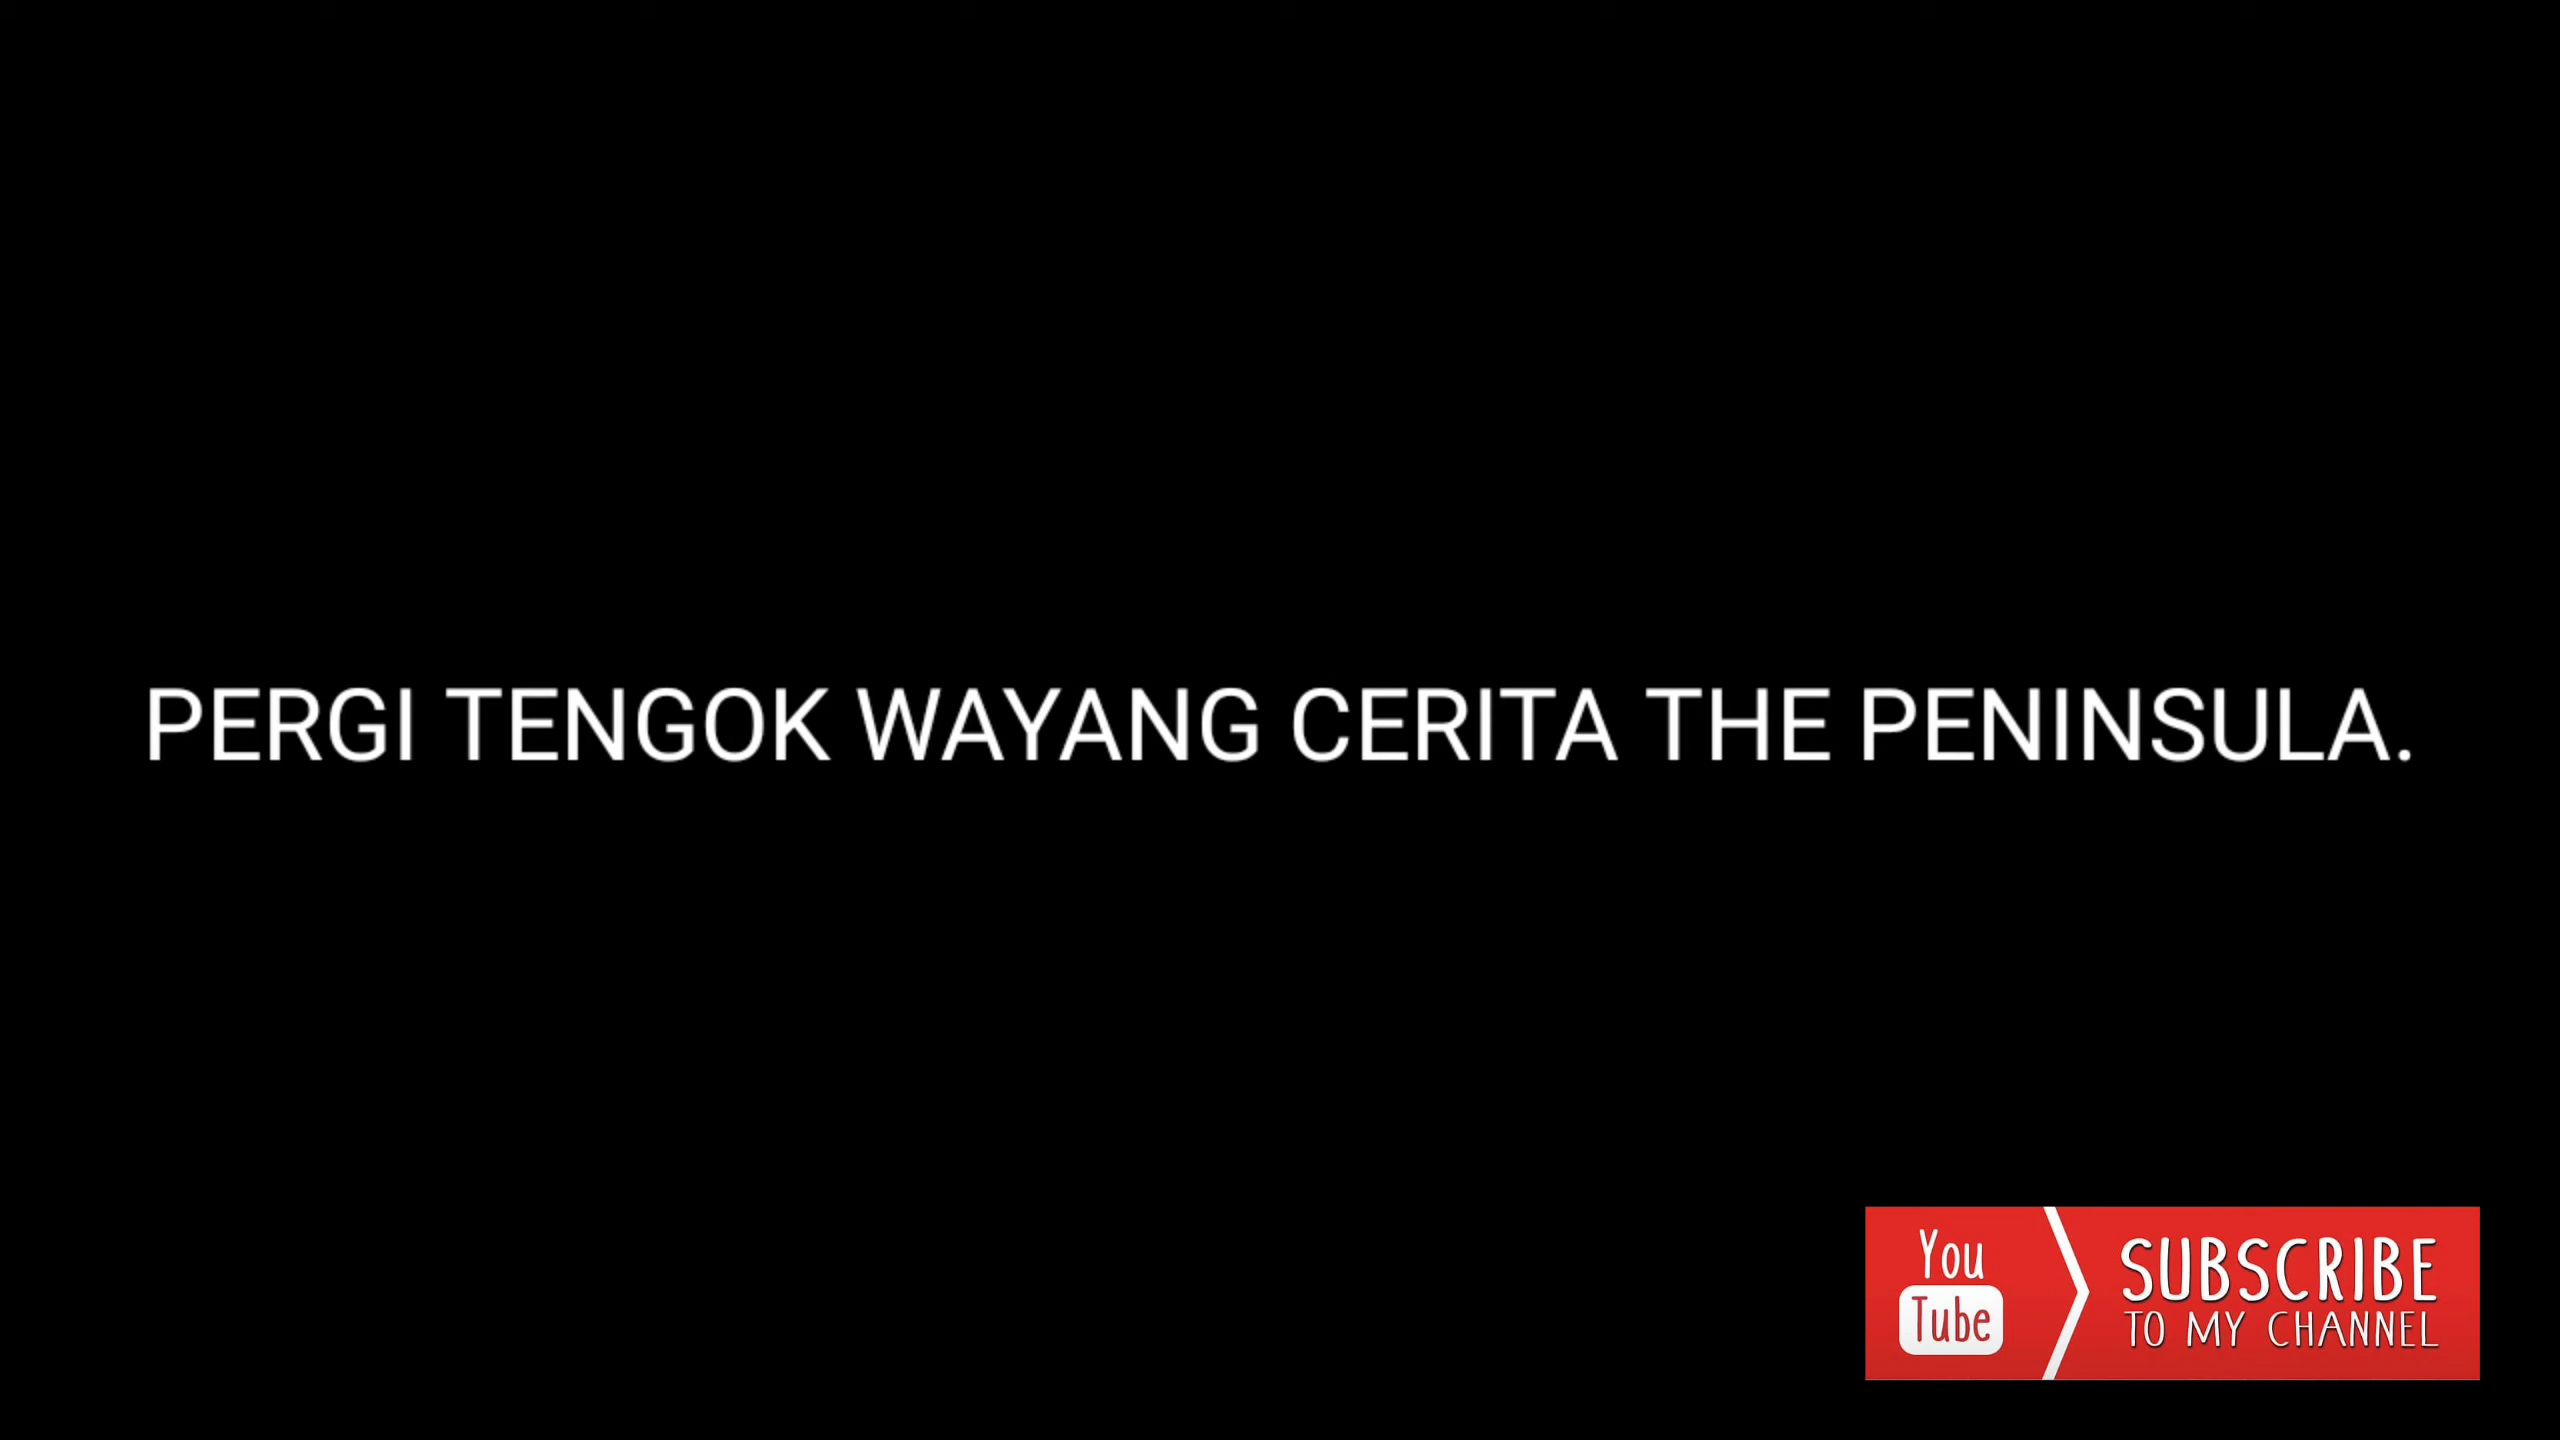 PERGI TENGOK WAYANG CERITA THE PENINSULA.
You
Tube
SUBSCRIBE
TO MY CHANNEL